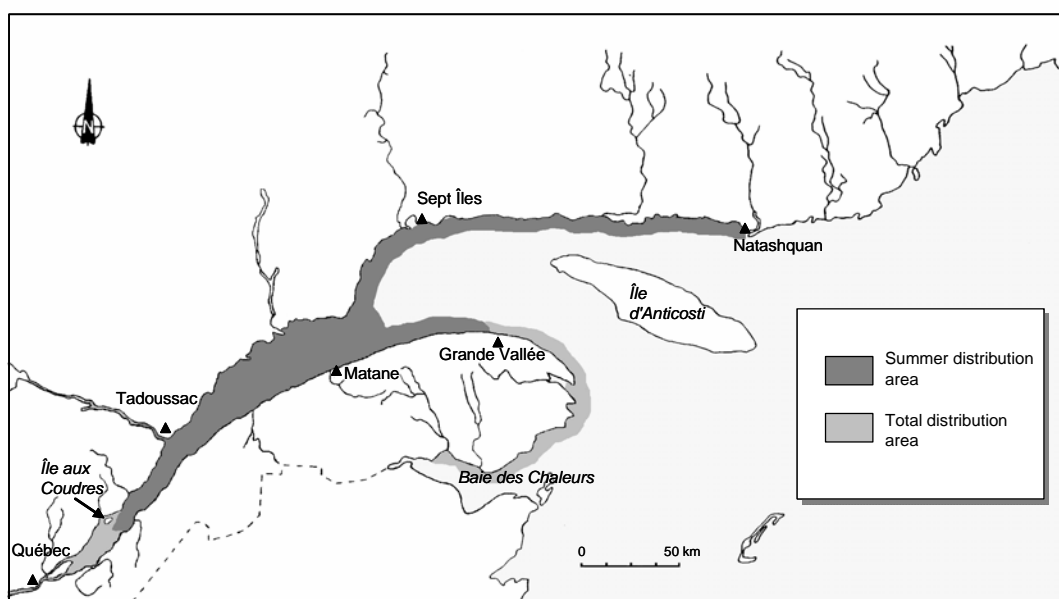 N
Sept Îles
Natashquan
Île
d'Anticosti
Grande Vallée
Matane
Tadoussac
Île aux
Coudres
Baie des Chaleurs
Québec
0 50 km
Summer distribution
area
Total distribution
area